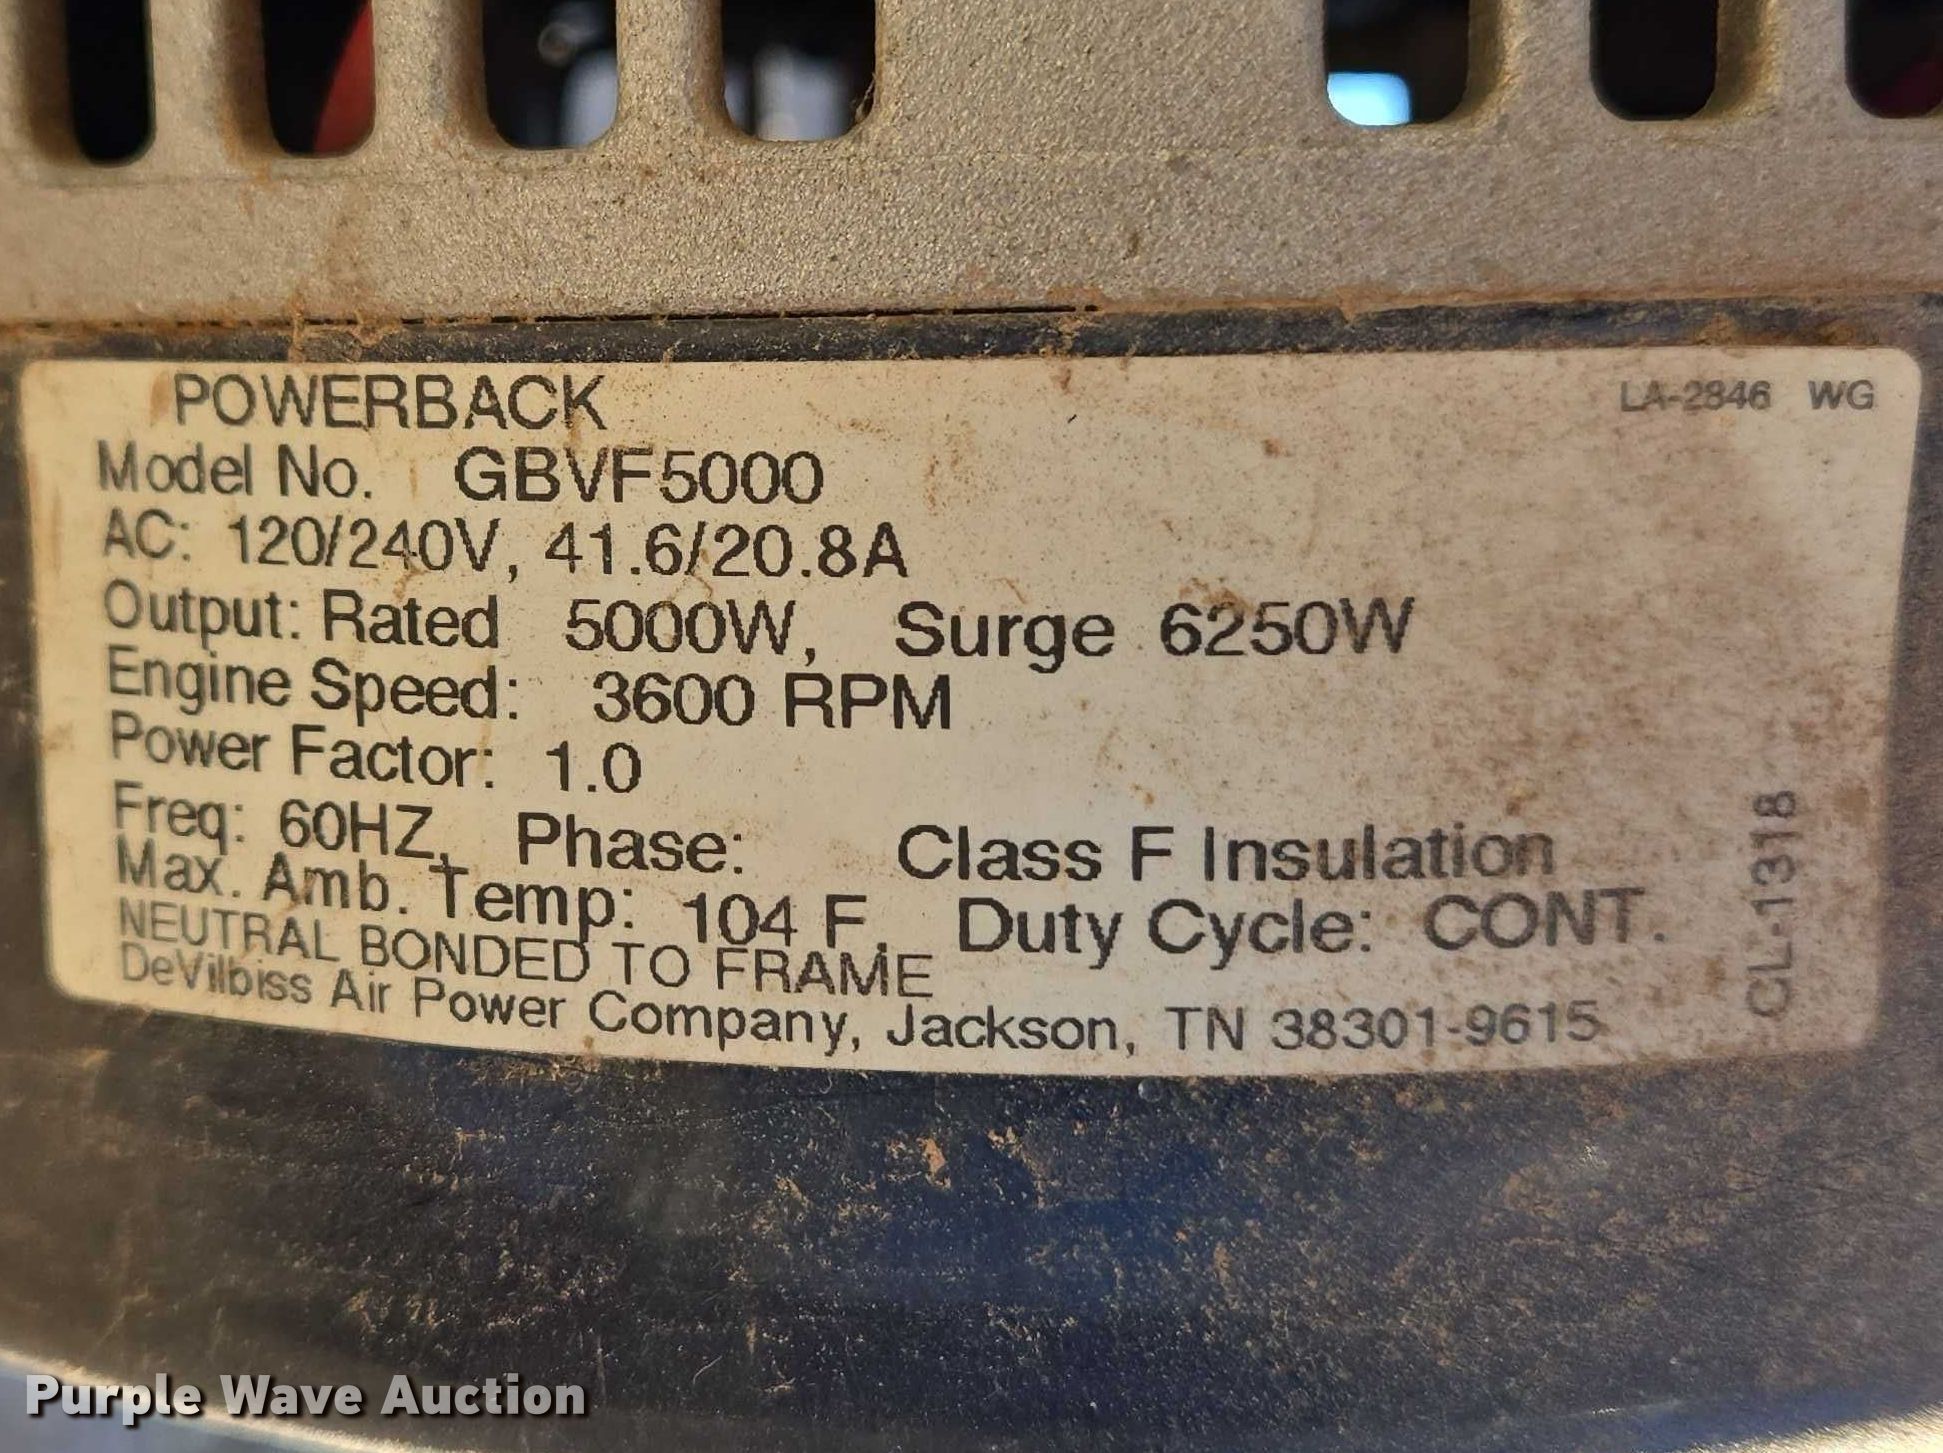 POWERBACK LA-2846 WG
Model No. GBVF5000
AC: 120/240V, 41.6/20.8A
Output: Rated 5000W, Surge 6250W
Engine Speed: 3600 RPM
Power Factor: 1.0
Freq: 60HZ, Phase: Class F Insulation
Max. Amb. Temp: 104 F. Duty Cycle: CONT.
NEUTRAL BONDED TO FRAME
DeVilbiss Air Power Company, Jackson, TN 38301-9615
CL-1318
Purple Wave Auction